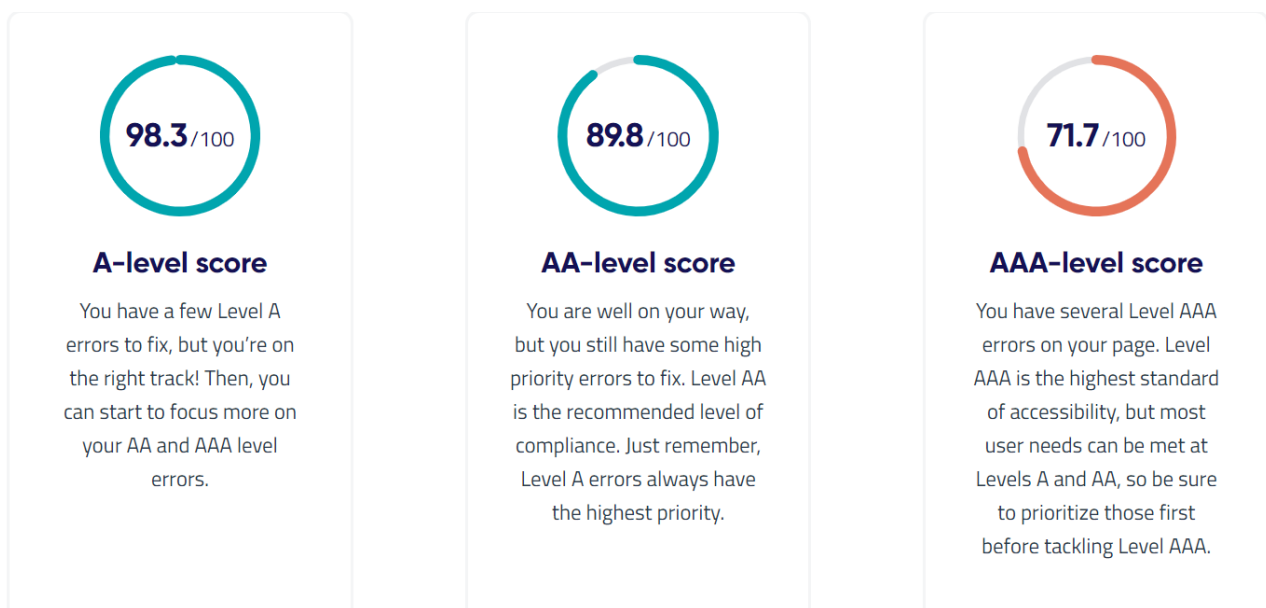 98.3/100
A-level score
You have a few Level A
errors to fix, but you’re on
the right track! Then, you
can start to focus more on
your AA and AAA level
errors.
89.8/100
AA-level score
You are well on your way,
but you still have some high
priority errors to fix. Level AA
is the recommended level of
compliance. Just remember,
Level A errors always have
the highest priority.
71.7/100
AAA-level score
You have several Level AAA
errors on your page. Level
AAA is the highest standard
of accessibility, but most
user needs can be met at
Levels A and AA, so be sure
to prioritize those first
before tackling Level AAA.